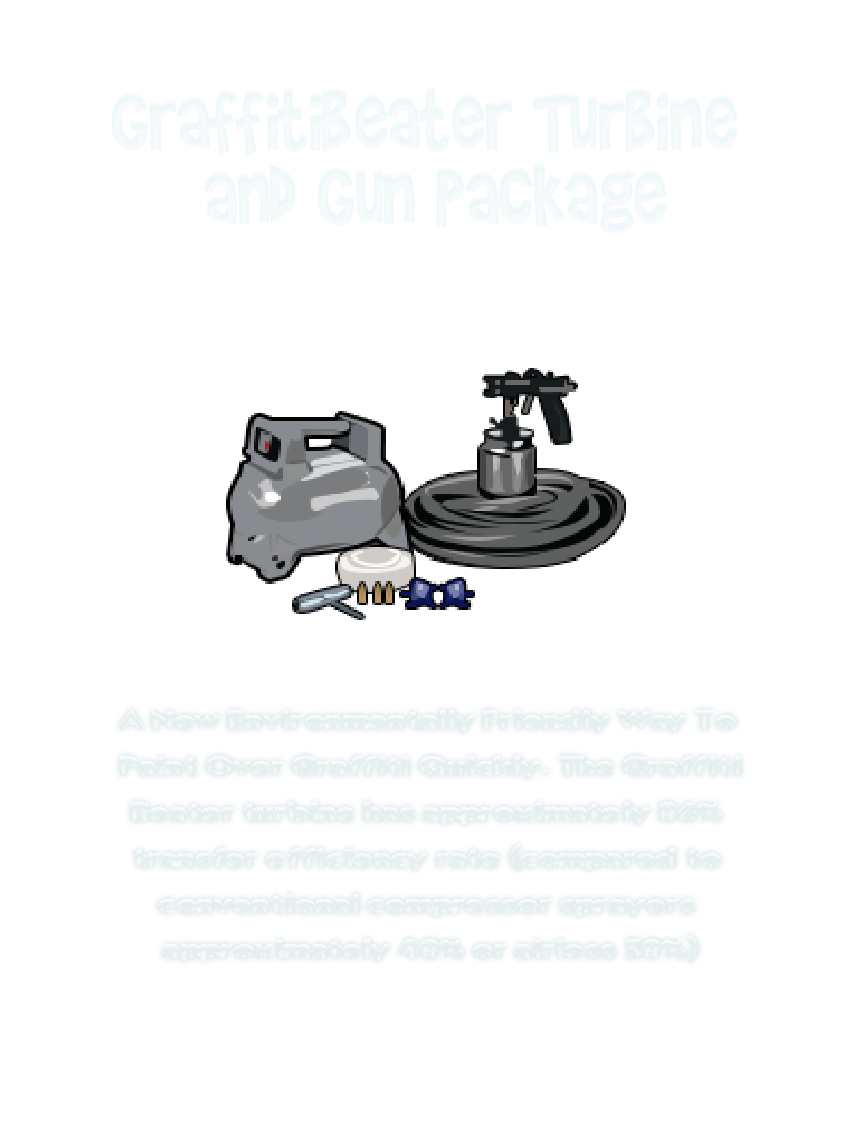 GraffitiBeater Turbine
and Gun Package
A New Environmentally Friendly Way To
Paint Over Graffiti Quickly. The Graffiti
Beater turbine has approximately
transfer efficiency rate (compared to
conventional compressor sprayers
approximately 40% or airless 50%)